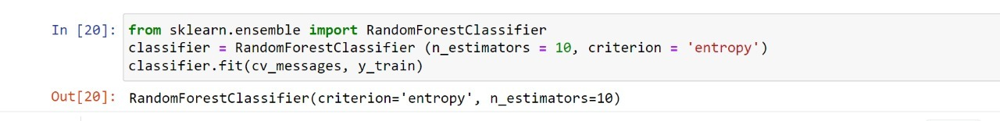 In [20]: from sklearn.ensemble import RandomForestClassifier
classifier = RandomForestClassifier (n_estimators = 10, criterion = 'entropy')
classifier.fit(cv_messages, y_train)
Out[20]: RandomForestClassifier(criterion='entropy', n_estimators=10)